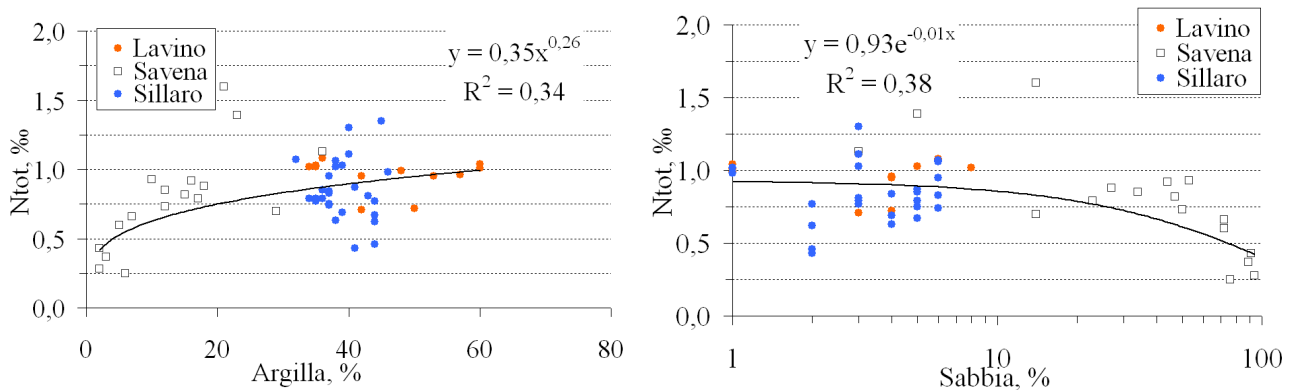 2,0
1,5
1,0
0,5
0,0
Ntot, ‰
Lavino
Savena
Sillaro
y = 0,35x^0,26
R² = 0,34
0 20 40 60 80
Argilla, %
2,0
1,5
1,0
0,5
0,0
Ntot, ‰
y = 0,93e^-0,01x
R² = 0,38
Lavino
Savena
Sillaro
1 10 100
Sabbia, %